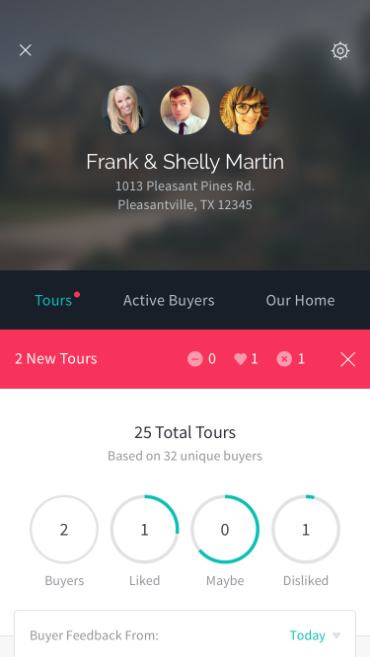 Frank & Shelly Martin
1013 Pleasant Pines Rd.
Pleasantville, TX 12345
Tours Active Buyers Our Home
2 New Tours 0 1 1
25 Total Tours
Based on 32 unique buyers
2 1 0 1
Buyers Liked Maybe Disliked
Buyer Feedback From: Today